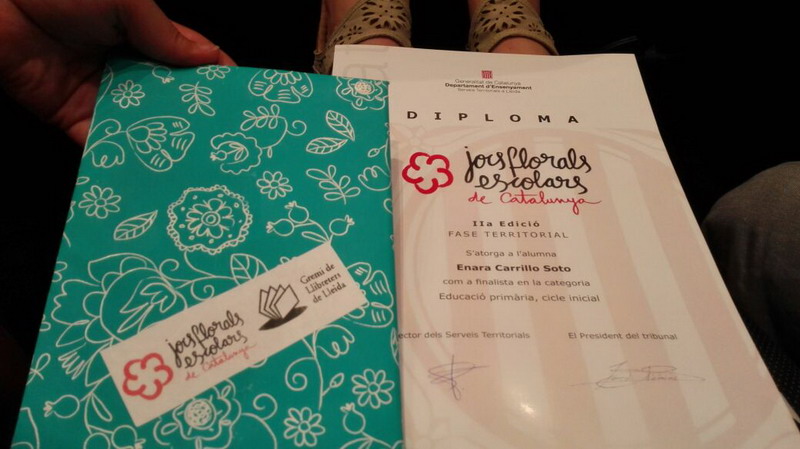 Generalitat de Catalunya
Departament d'Ensenyament
Serveis Territorials a Lleida
DIPLOMA
jocs florals
escolars
de Catalunya
IIa Edició
FASE TERRITORIAL
S'atorga a l'alumna
Enara Carrillo Soto
com a finalista en la categoria
Educació primària, cicle inicial
ector dels Serveis Territorials
El President del tribunal
Gremi de
Llibreters
de Lleida
jocs florals
escolars
de Catalunya